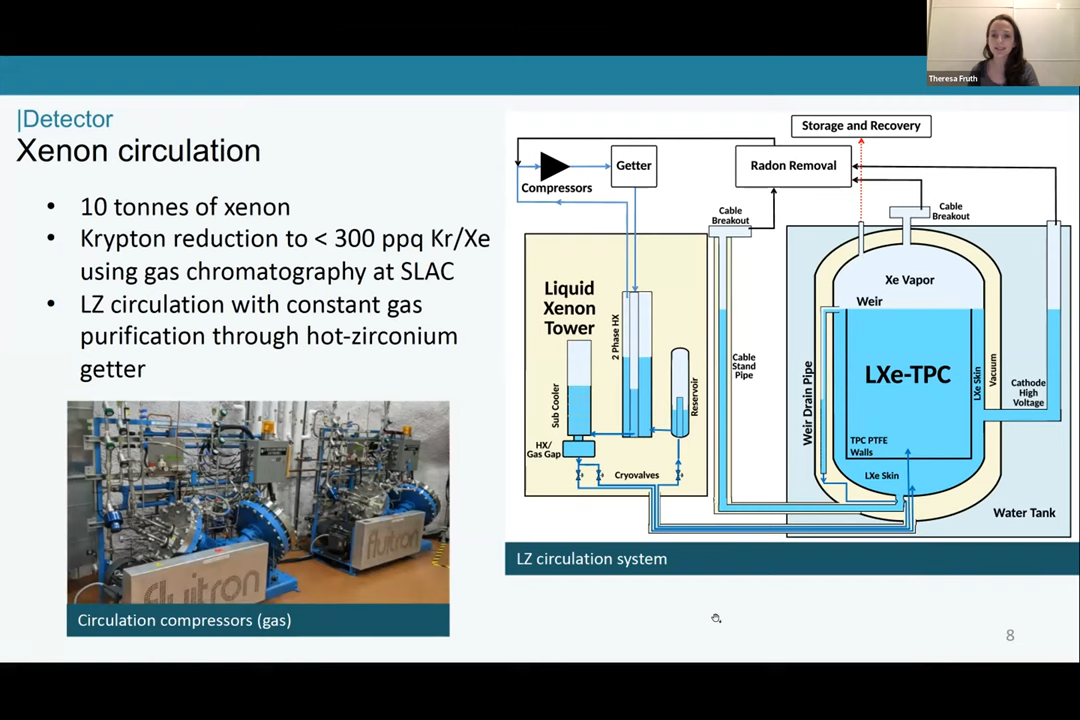 Theresa Fruth
|Detector
Xenon circulation
• 10 tonnes of xenon
• Krypton reduction to < 300 ppq Kr/Xe
using gas chromatography at SLAC
• LZ circulation with constant gas
purification through hot-zirconium
getter
fluitron
fluitron
Circulation compressors (gas)
Storage and Recovery
Compressors
Getter
Radon Removal
Cable
Breakout
Cable
Breakout
Liquid
Xenon
Tower
2 Phase HX
Sub Cooler
Reservoir
HX/
Gas Gap
Cryovalves
Cable
Stand
Pipe
Xe Vapor
Weir
Weir Drain Pipe
LXe-TPC
LXe Skin
Vacuum
Cathode
High
Voltage
TPC PTFE
Walls
LXe Skin
Water Tank
LZ circulation system
8